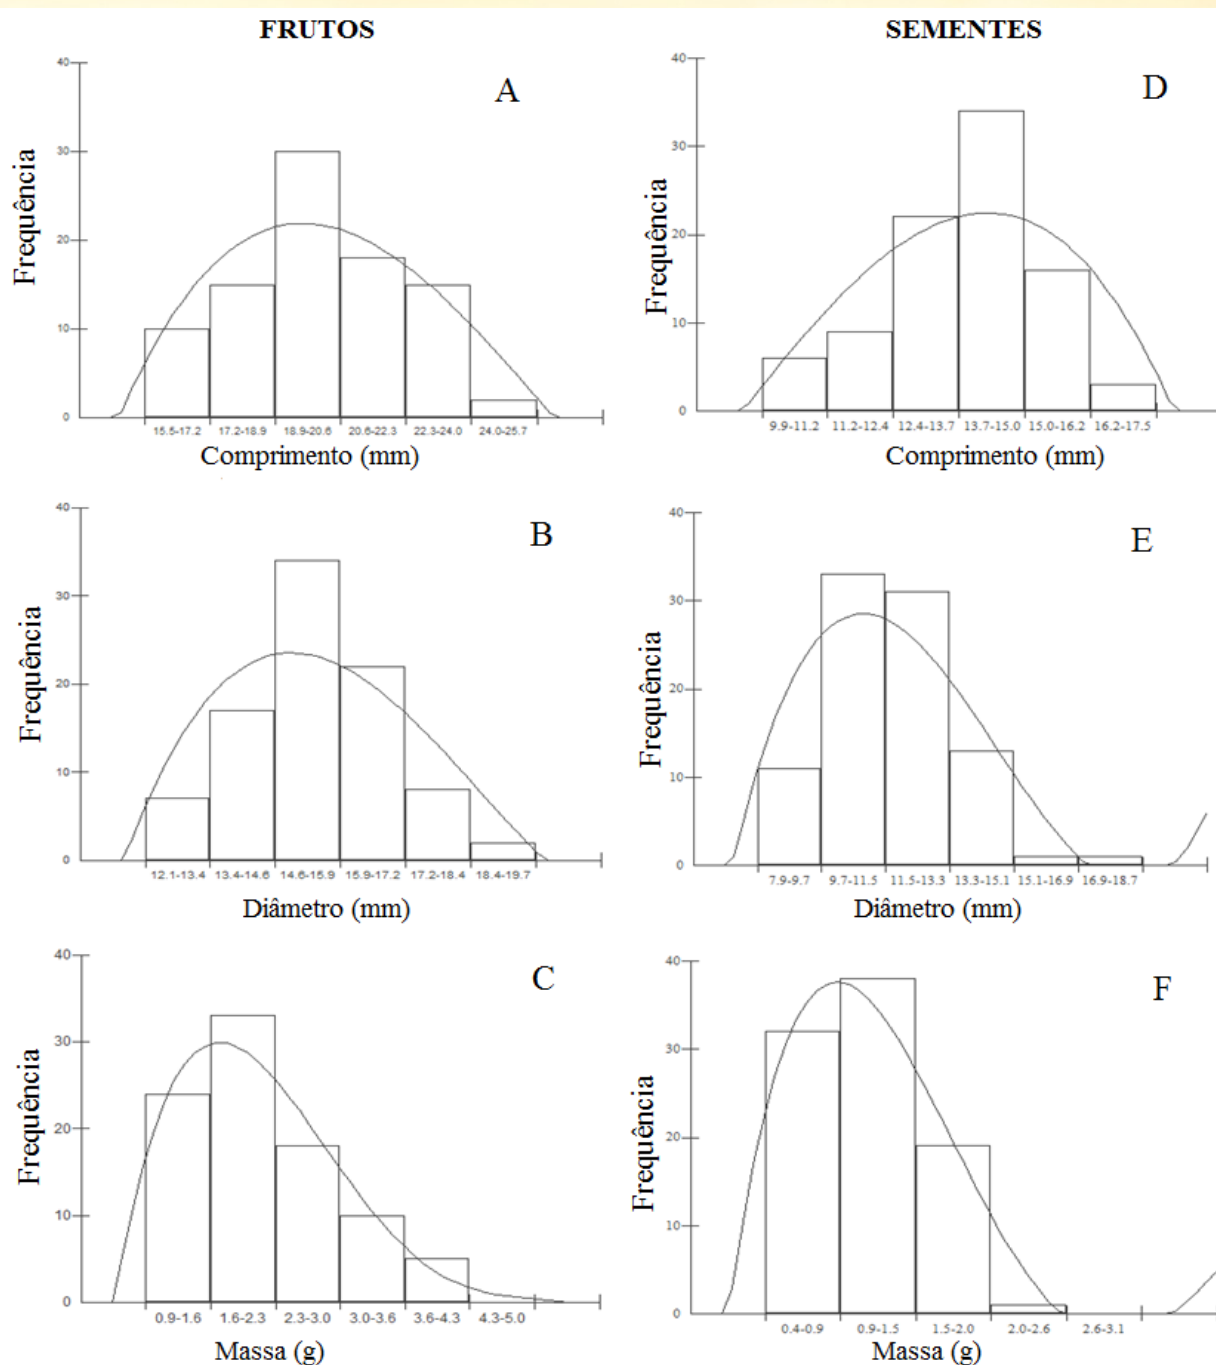 FRUTOS
A
Frequência
40
30
20
10
0
15.5-17.2 17.2-18.9 18.9-20.6 20.6-22.3 22.3-24.0 24.0-25.7
Comprimento (mm)
B
Frequência
40
30
20
10
0
12.1-13.4 13.4-14.6 14.6-15.9 15.9-17.2 17.2-18.4 18.4-19.7
Diâmetro (mm)
C
Frequência
40
30
20
10
0
0.9-1.6 1.6-2.3 2.3-3.0 3.0-3.6 3.6-4.3 4.3-5.0
Massa (g)
SEMENTES
D
Frequência
40
30
20
10
0
9.9-11.2 11.2-12.4 12.4-13.7 13.7-15.0 15.0-16.2 16.2-17.5
Comprimento (mm)
E
Frequência
40
30
20
10
0
7.9-9.7 9.7-11.5 11.5-13.3 13.3-15.1 15.1-16.9 16.9-18.7
Diâmetro (mm)
F
Frequência
40
30
20
10
0
0.4-0.9 0.9-1.5 1.5-2.0 2.0-2.6 2.6-3.1
Massa (g)